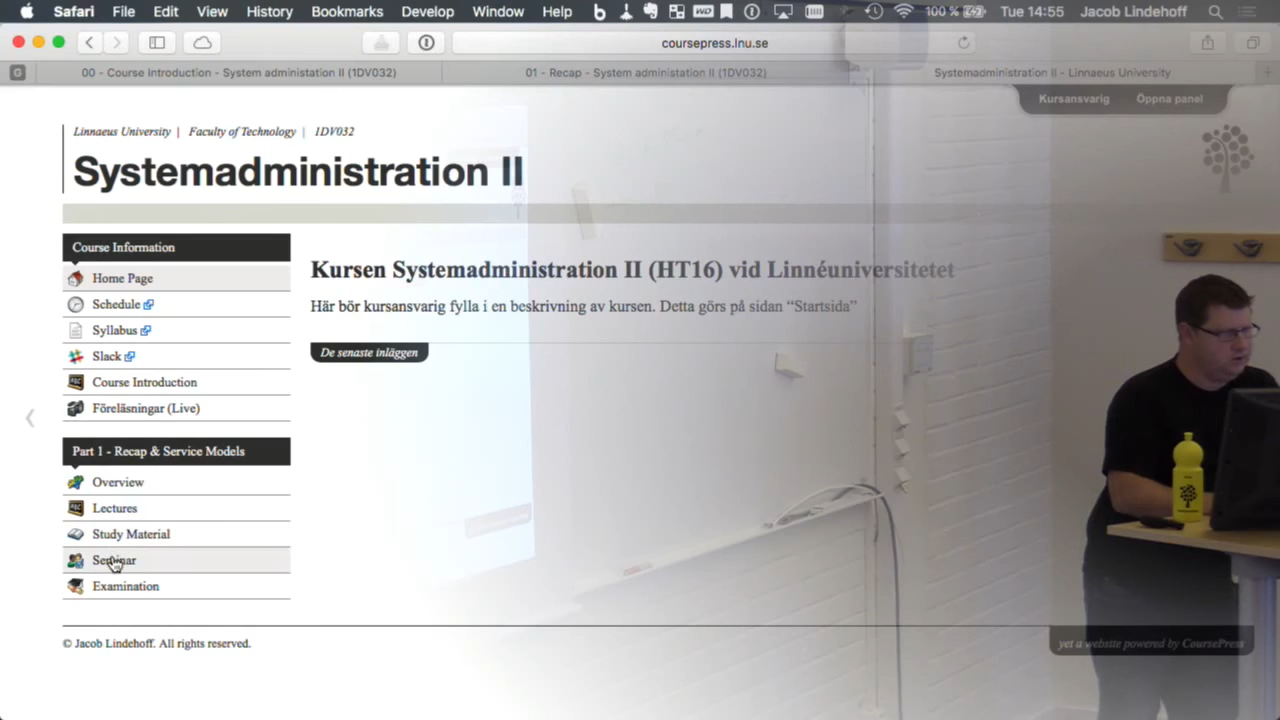 Safari File Edit View History Bookmarks Develop Window Help 100 % Tue 14:55 Jacob Lindehoff
coursepress.lnu.se
00 - Course Introduction - System administation II (1DV032) 01 - Recap - System administation II (1DV032) Systemadministration II - Linnaeus University
Kursansvarig Öppna panel
Linnaeus University | Faculty of Technology | 1DV032
Systemadministration II
Course Information
Home Page
Schedule
Syllabus
Slack
Course Introduction
Föreläsningar (Live)
Part 1 - Recap & Service Models
Overview
Lectures
Study Material
Seminar
Examination
Kursen Systemadministration II (HT16) vid Linnéuniversitetet
Här bör kursansvarig fylla i en beskrivning av kursen. Detta görs på sidan “Startsida”
De senaste inläggen
© Jacob Lindehoff. All rights reserved.
yet a website powered by CoursePress